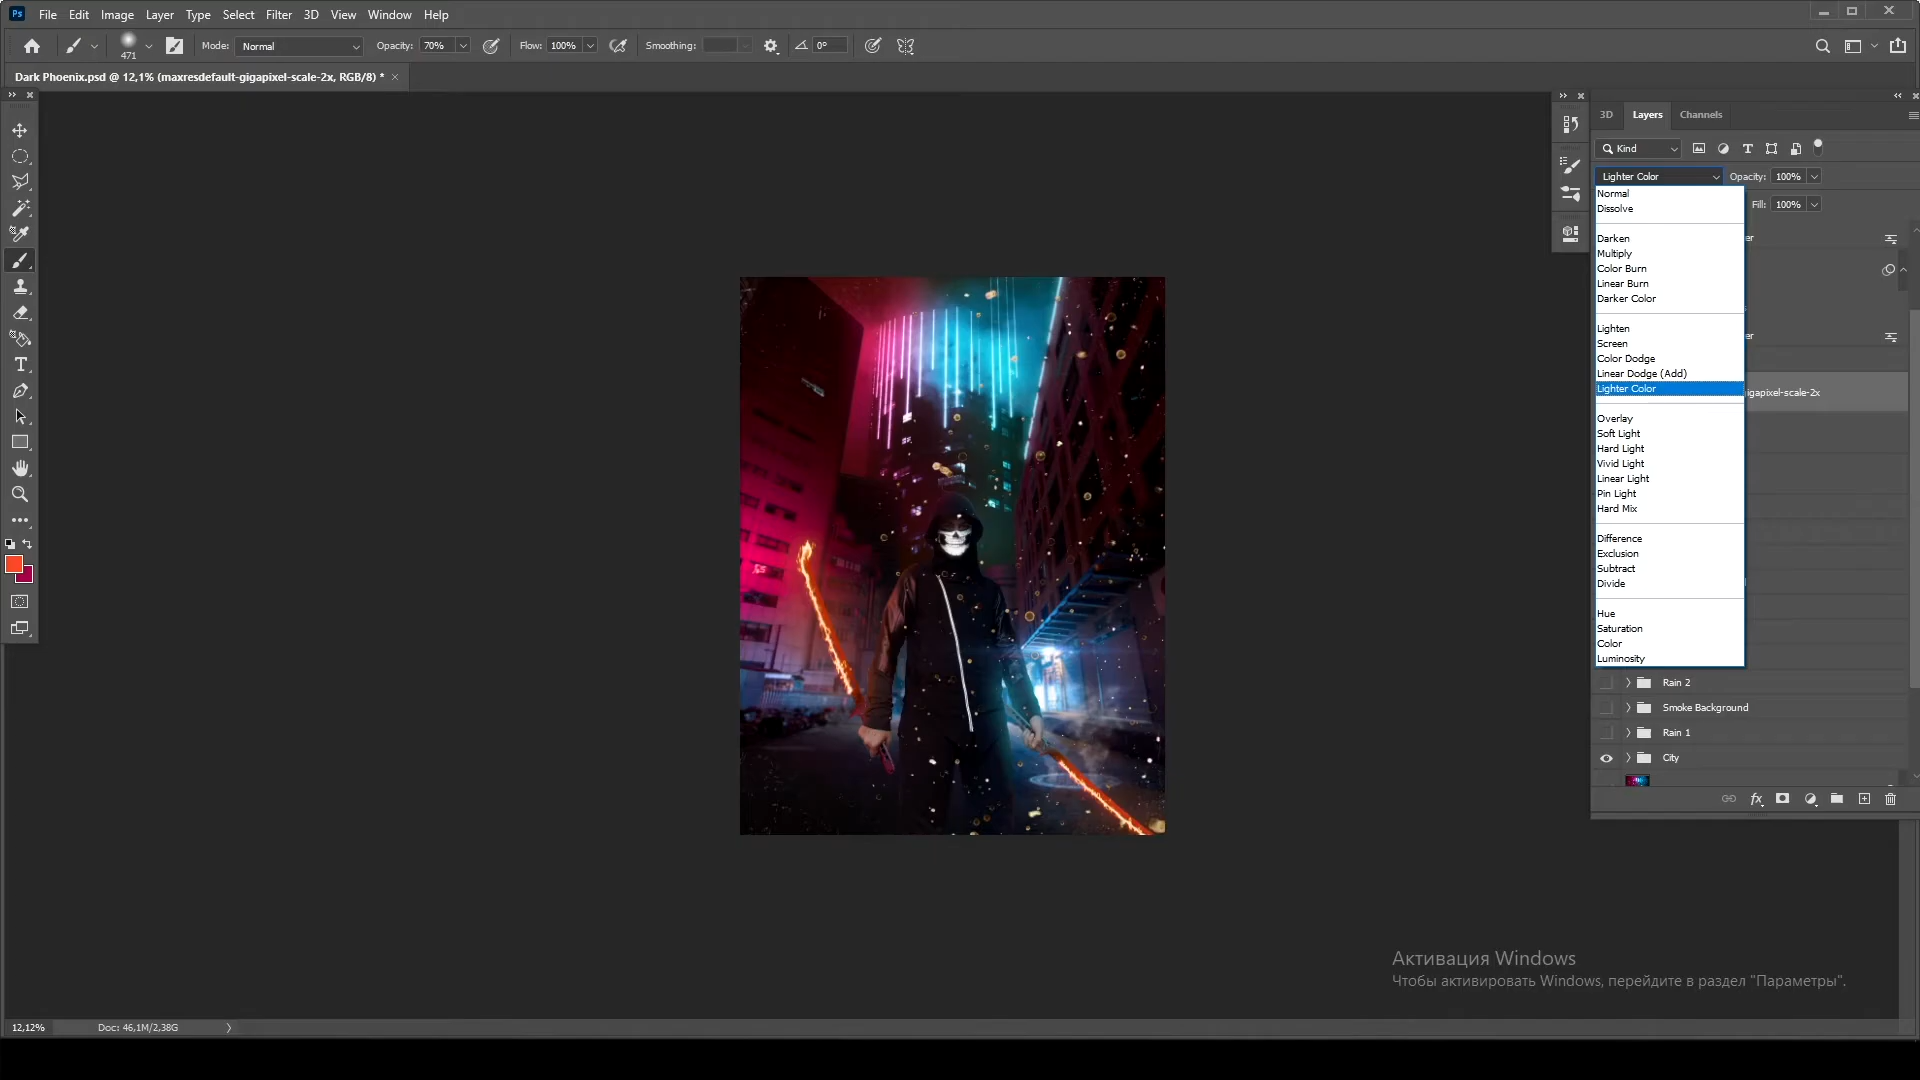 Ps File Edit Image Layer Type Select Filter 3D View Window Help
471 Mode: Normal Opacity: 70% Flow: 100% Smoothing: 0°
Dark Phoenix.psd @ 12,1% (maxresdefault-gigapixel-scale-2x, RGB/8) *
3D Layers Channels
Kind
Lighter Color Opacity: 100%
Fill: 100%
Normal
Dissolve
Darken
Multiply
Color Burn
Linear Burn
Darker Color
Lighten
Screen
Color Dodge
Linear Dodge (Add)
Lighter Color
igapixel-scale-2x
Overlay
Soft Light
Hard Light
Vivid Light
Linear Light
Pin Light
Hard Mix
Difference
Exclusion
Subtract
Divide
Hue
Saturation
Color
Luminosity
Rain 2
Smoke Background
Rain 1
City
fx
Активация Windows
Чтобы активировать Windows, перейдите в раздел "Параметры".
12,12% Doc: 46,1M/2,38G